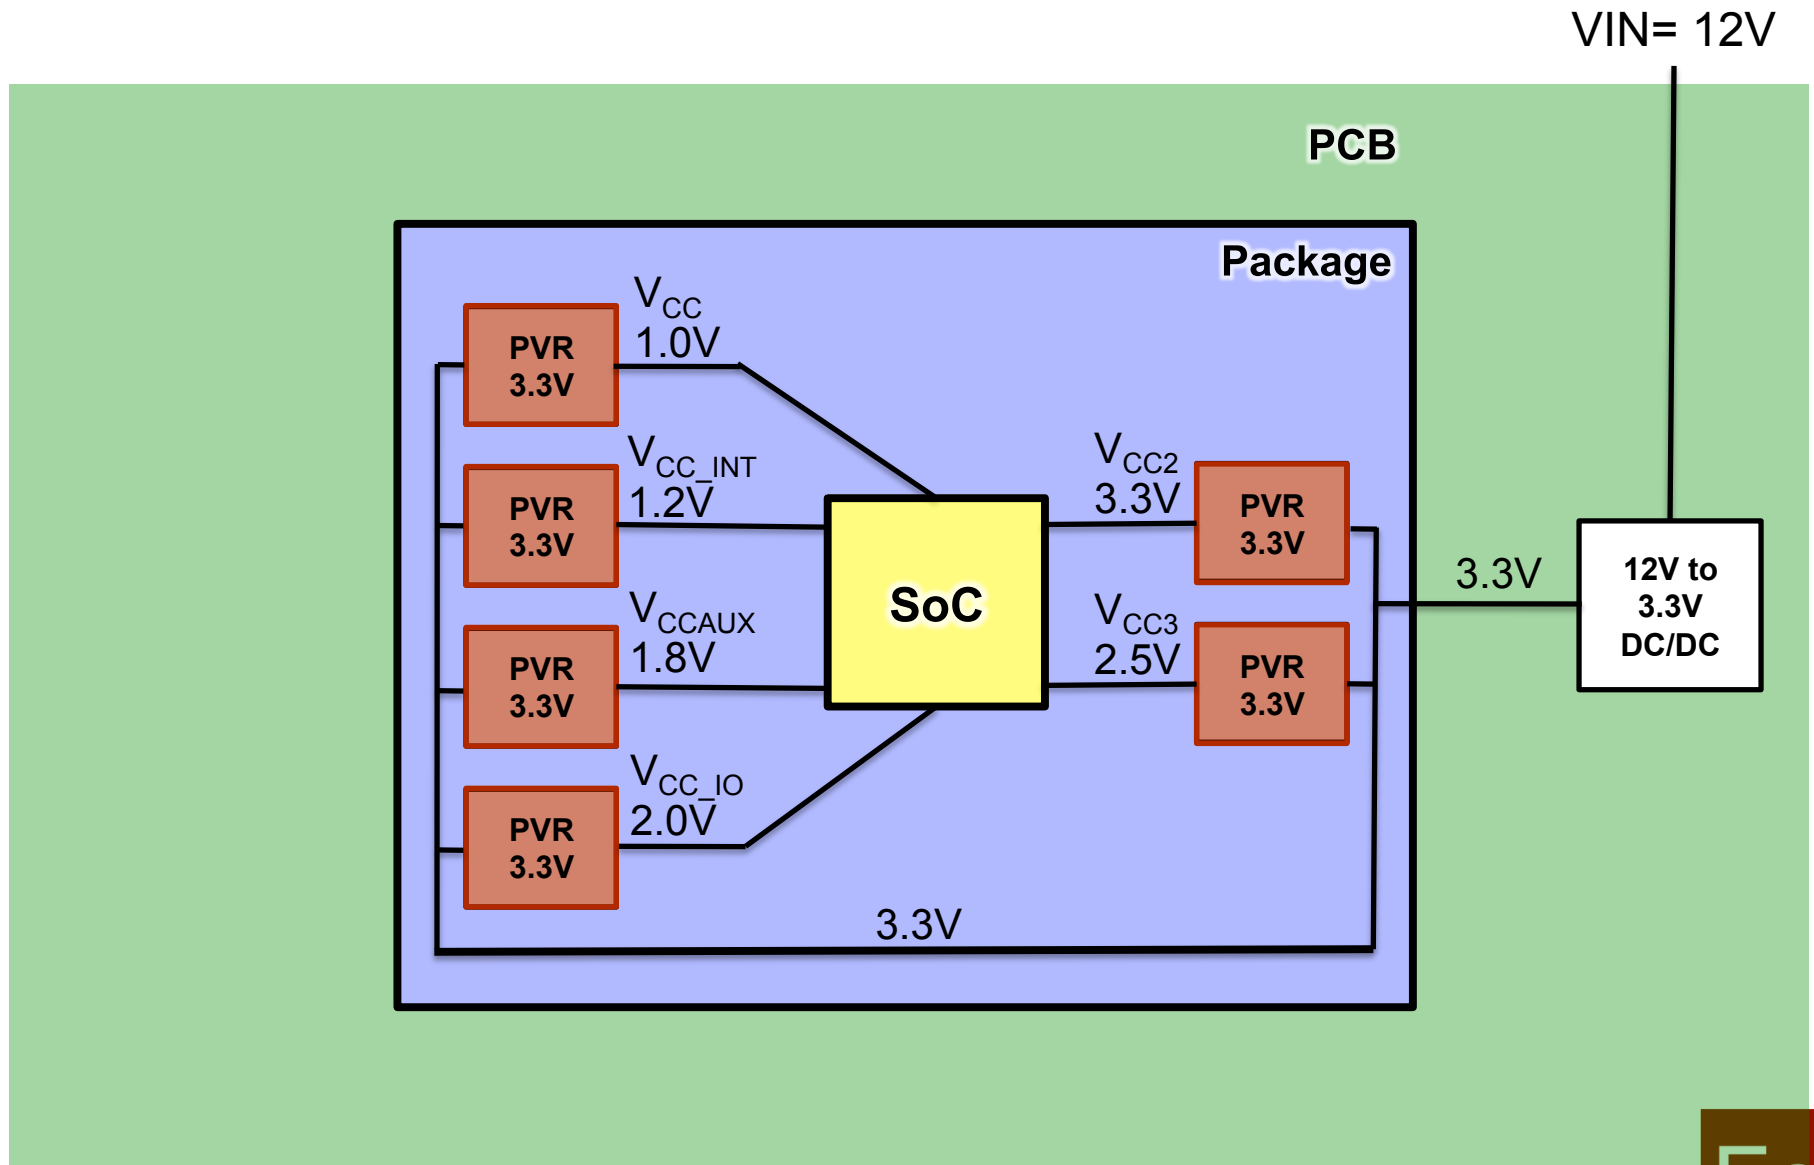 VIN= 12V
PCB
Package
VCC
1.0V
PVR
3.3V
VCC_INT
1.2V
PVR
3.3V
VCCAUX
1.8V
PVR
3.3V
VCC_IO
2.0V
PVR
3.3V
SoC
VCC2
3.3V
PVR
3.3V
VCC3
2.5V
PVR
3.3V
3.3V
3.3V
12V to
3.3V
DC/DC